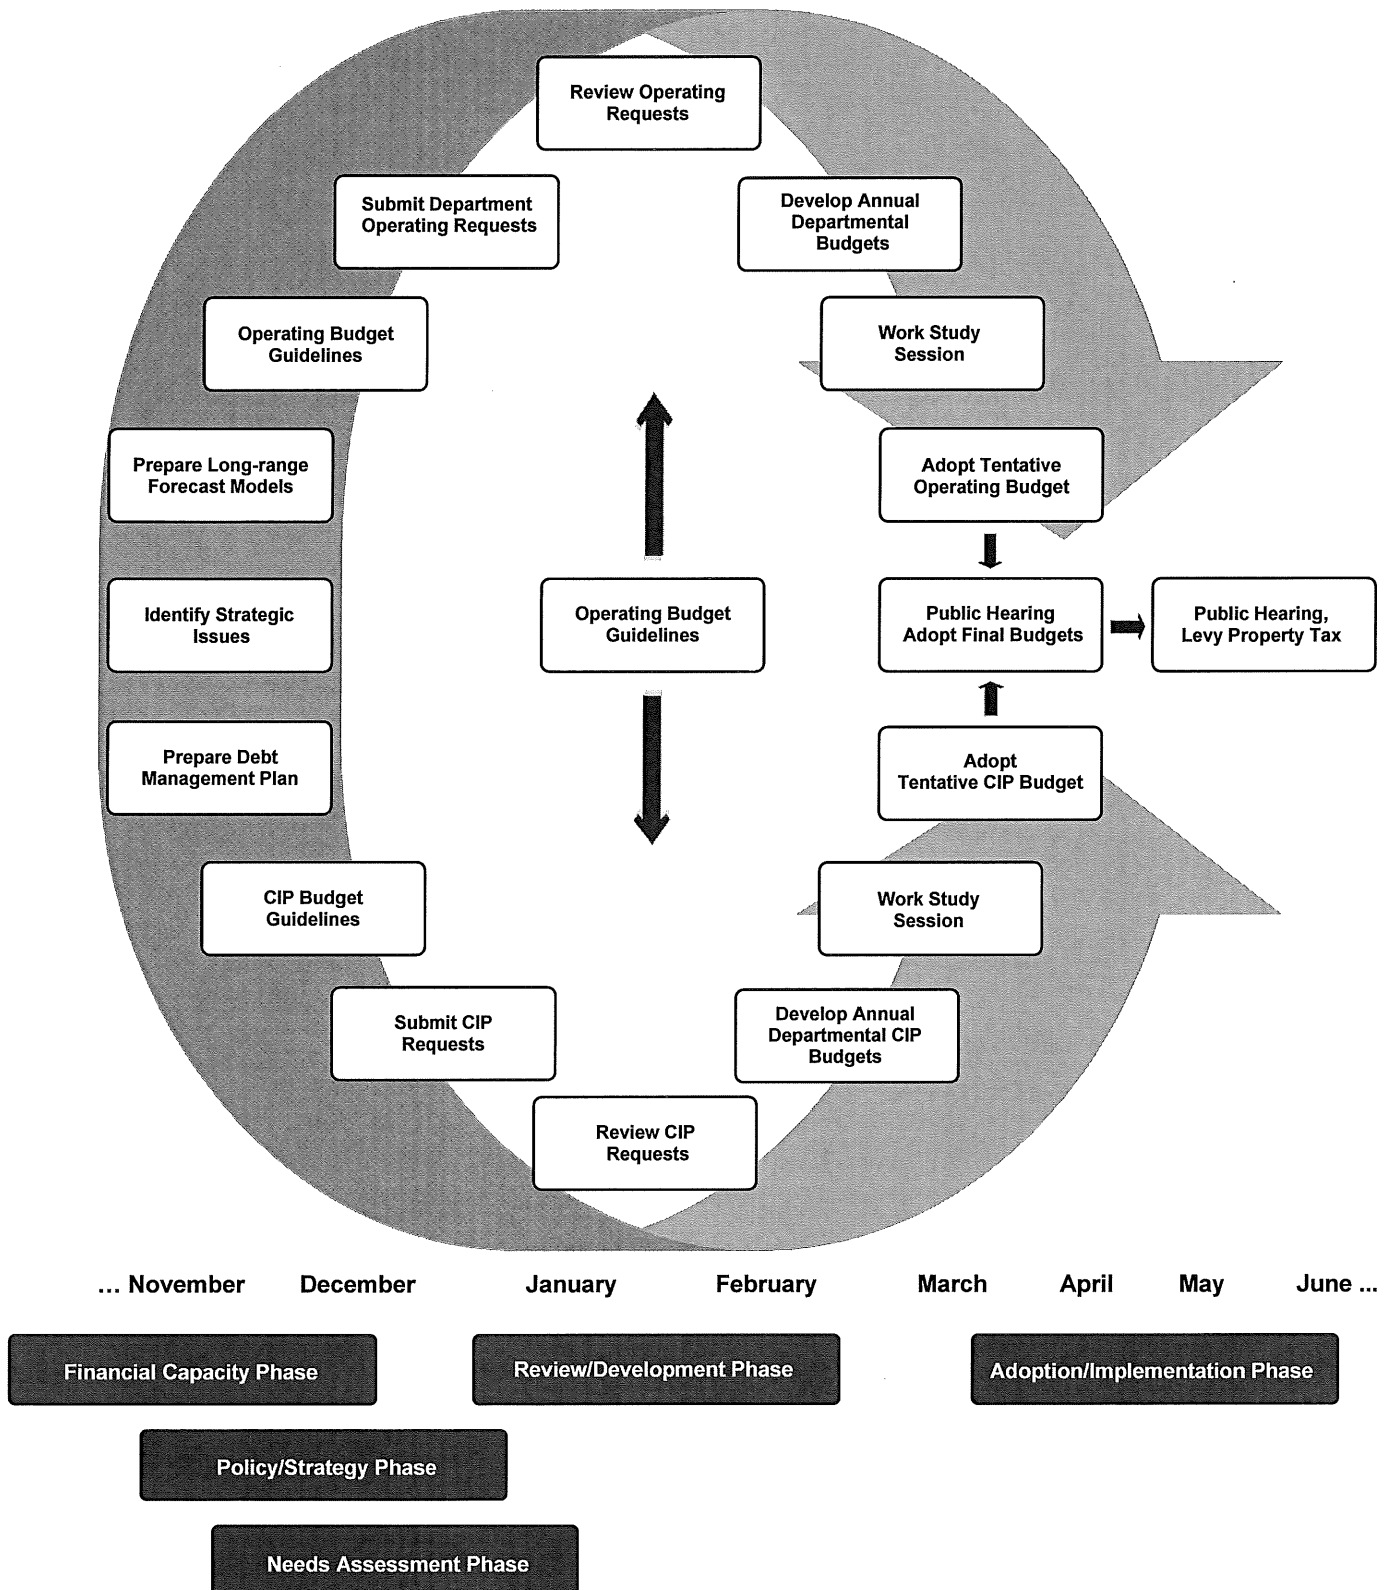 Review Operating
Requests
Submit Department
Operating Requests
Develop Annual
Departmental
Budgets
Operating Budget
Guidelines
Work Study
Session
Prepare Long-range
Forecast Models
Adopt Tentative
Operating Budget
Identify Strategic
Issues
Operating Budget
Guidelines
Public Hearing
Adopt Final Budgets
Public Hearing,
Levy Property Tax
Prepare Debt
Management Plan
Adopt
Tentative CIP Budget
CIP Budget
Guidelines
Work Study
Session
Submit CIP
Requests
Develop Annual
Departmental CIP
Budgets
Review CIP
Requests
... November December January February March April May June ...
Financial Capacity Phase
Review/Development Phase
Adoption/Implementation Phase
Policy/Strategy Phase
Needs Assessment Phase